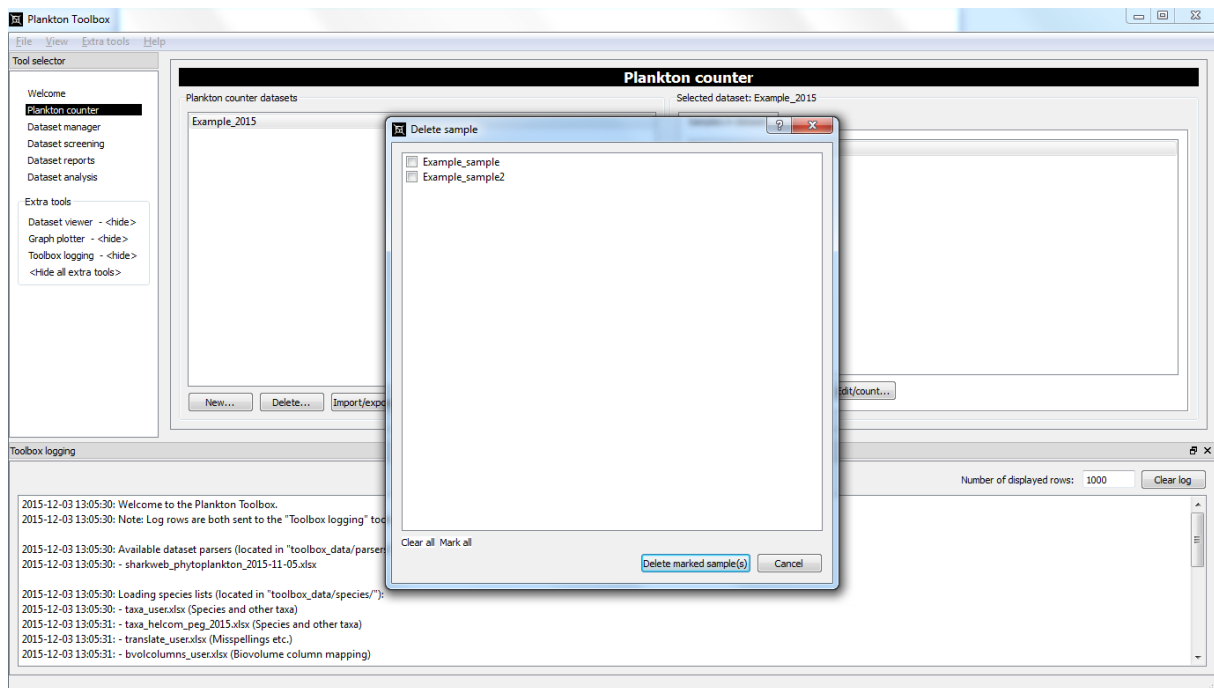 Plankton Toolbox
File View Extra tools Help
Tool selector
Welcome
Plankton counter
Dataset manager
Dataset screening
Dataset reports
Dataset analysis
Extra tools
Dataset viewer - <hide>
Graph plotter - <hide>
Toolbox logging - <hide>
<Hide all extra tools>
Plankton counter
Plankton counter datasets
Example_2015
New... Delete... Import/expo
Selected dataset: Example_2015
Edit/count...
Delete sample
Example_sample
Example_sample2
Clear all Mark all
Delete marked sample(s) Cancel
Toolbox logging
Number of displayed rows: 1000 Clear log
2015-12-03 13:05:30: Welcome to the Plankton Toolbox.
2015-12-03 13:05:30: Note: Log rows are both sent to the "Toolbox logging" too
2015-12-03 13:05:30: Available dataset parsers (located in "toolbox_data/parser
2015-12-03 13:05:30: - sharkweb_phytoplankton_2015-11-05.xlsx
2015-12-03 13:05:30: Loading species lists (located in "toolbox_data/species/"):
2015-12-03 13:05:30: - taxa_user.xlsx (Species and other taxa)
2015-12-03 13:05:31: - taxa_helcom_peg_2015.xlsx (Species and other taxa)
2015-12-03 13:05:31: - translate_user.xlsx (Misspellings etc.)
2015-12-03 13:05:31: - bvolcolumns_user.xlsx (Biovolume column mapping)